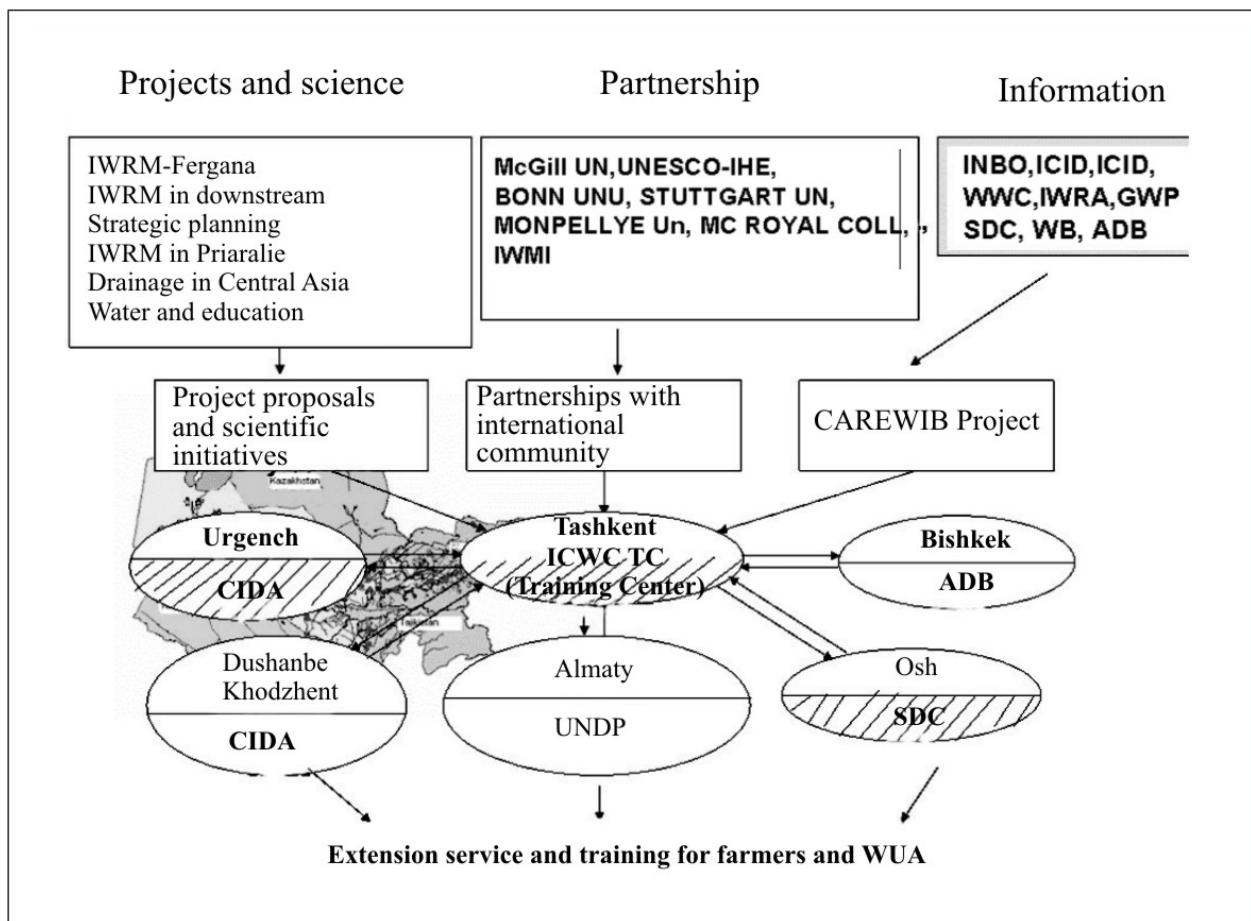 Projects and science
Partnership
Information
IWRM-Fergana
IWRM in downstream
Strategic planning
IWRM in Priaralie
Drainage in Central Asia
Water and education
McGill UN,UNESCO-IHE,
BONN UNU, STUTTGART UN,
MONPELLYE Un, MC ROYAL COLL, ,,
IWMI
INBO,ICID,ICID,
WWC,IWRA,GWP
SDC, WB, ADB
Project proposals
and scientific
initiatives
Partnerships with
international
community
CAREWIB Project
Kazakhstan
Urgench
CIDA
Tashkent
ICWC TC
(Training Center)
Bishkek
ADB
Tajikistan
Dushanbe
Khodzhent
CIDA
Almaty
UNDP
Osh
SDC
Extension service and training for farmers and WUA